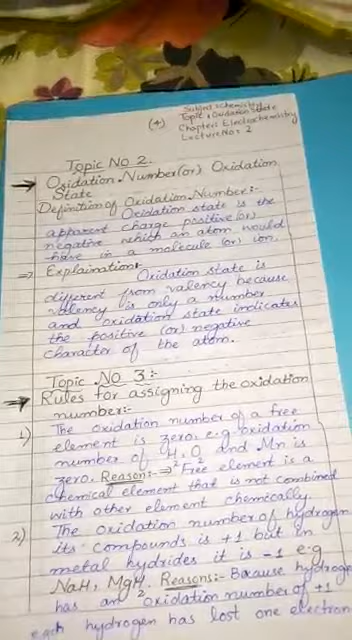 (4)
Subject: Chemistry
Topic: Oxidation State
Chapter: Electrochemistry
Lecture No: 2
Topic NO 2
Oxidation Number (or) Oxidation
State
Definition of Oxidation Number:-
Oxidation state is the
apparent charge positive (or)
negative which an atom would
have in a molecule (or) ion.
⇒ Explaination:-
Oxidation state is
different from valency because
valency is only a number
and oxidation state indicates
the positive (or) negative
character of the atom.
Topic NO 3:-
Rules for assigning the oxidation
number:-
1) The oxidation number of a free
element is zero. e.g. oxidation
number of H₂, O₂ and Mn is
zero. Reason:-⇒ Free element is a
chemical element that is not combined
with other element chemically.
2) The oxidation number of hydrogen
its compounds is +1 but in
metal hydrides it is -1 e.g
NaH, MgH₂. Reasons:- Because hydrogen
has an oxidation number of +1
each hydrogen has lost one electron